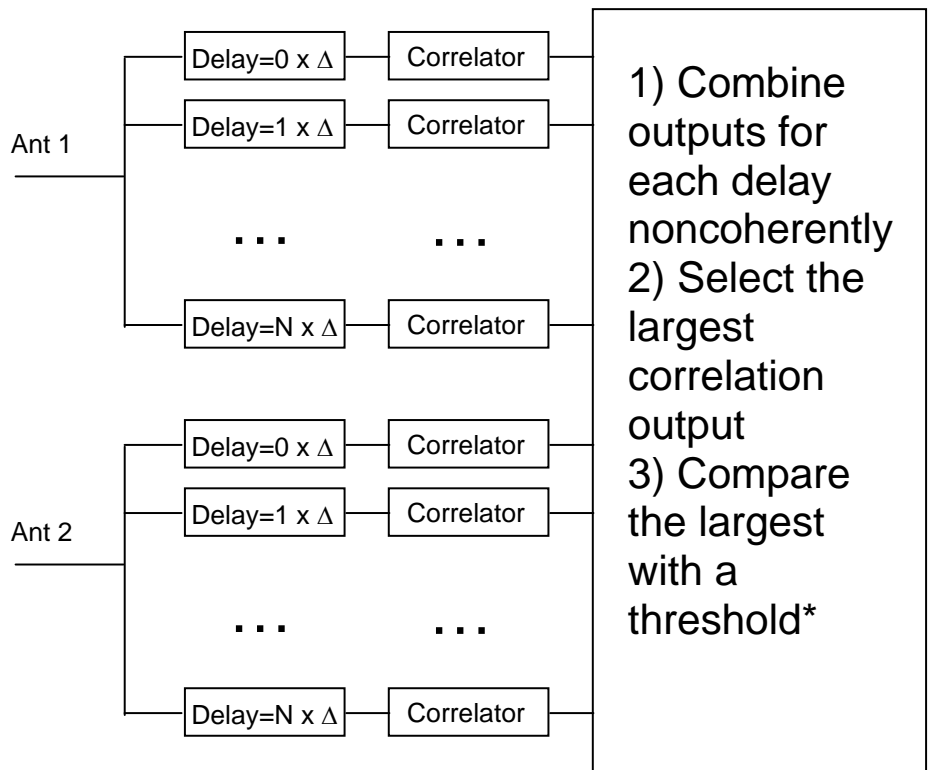 Delay=0 x Δ
Correlator
Delay=1 x Δ
Correlator
Ant 1
...
...
Delay=N x Δ
Correlator
Delay=0 x Δ
Correlator
Delay=1 x Δ
Correlator
Ant 2
...
...
Delay=N x Δ
Correlator
1) Combine
outputs for
each delay
noncoherently
2) Select the
largest
correlation
output
3) Compare
the largest
with a
threshold*